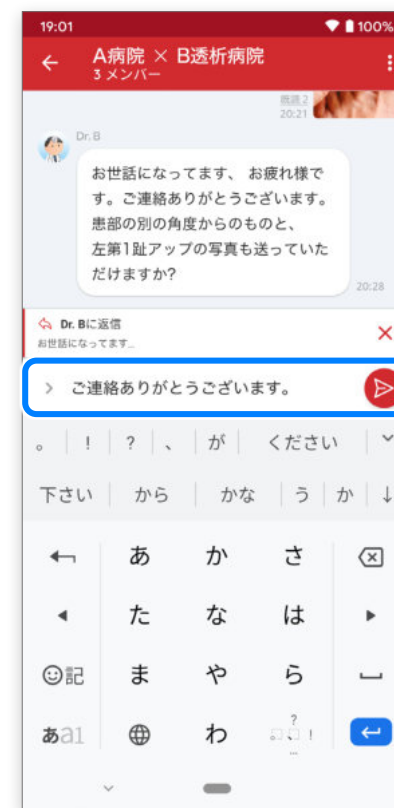 19:01
100%
A病院 × B透析病院
3 メンバー
既読 2
20:21
Dr. B
お世話になってます、 お疲れ様で
す。ご連絡ありがとうございます。
患部の別の角度からのものと、
左第1趾アップの写真も送っていた
だけますか?
20:28
Dr. Bに返信
お世話になってます...
ご連絡ありがとうございます。
。 ! ? 、 が ください
下さい から かな う か
あ か さ
た な は
記 ま や ら
あa1 わ 。、?!…